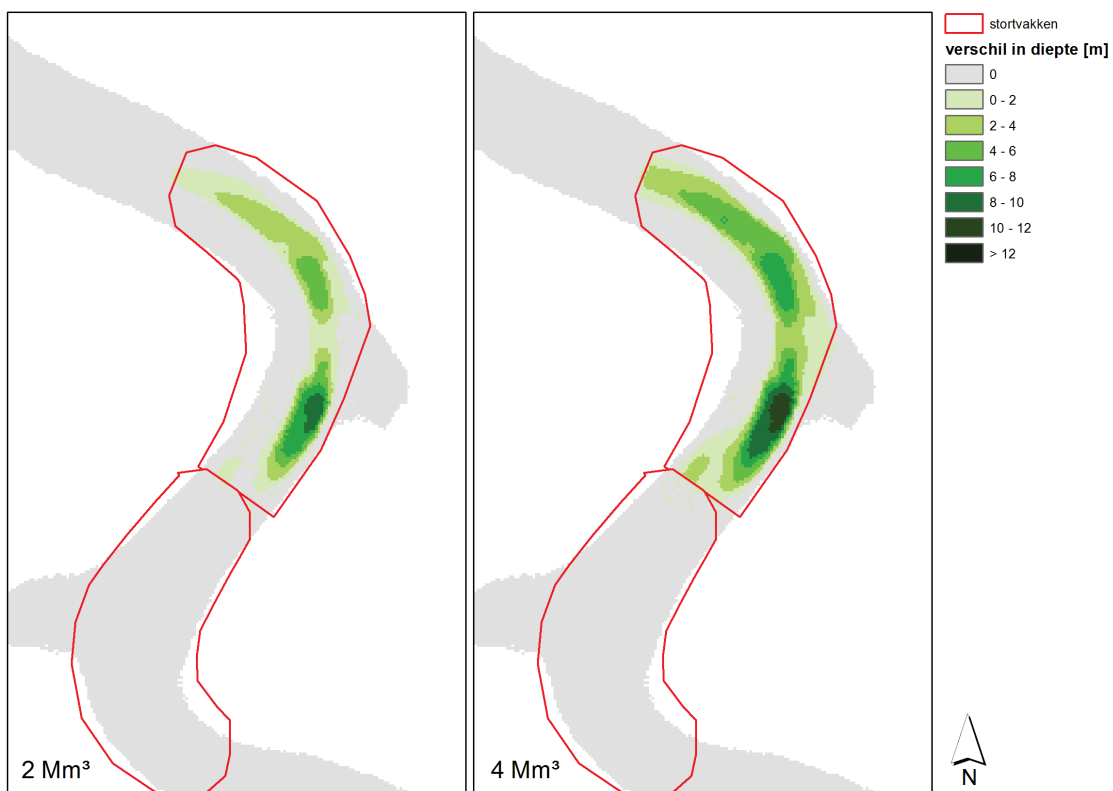 stortvakken
verschil in diepte [m]
0
0 - 2
2 - 4
4 - 6
6 - 8
8 - 10
10 - 12
> 12
2 Mm³
4 Mm³
N